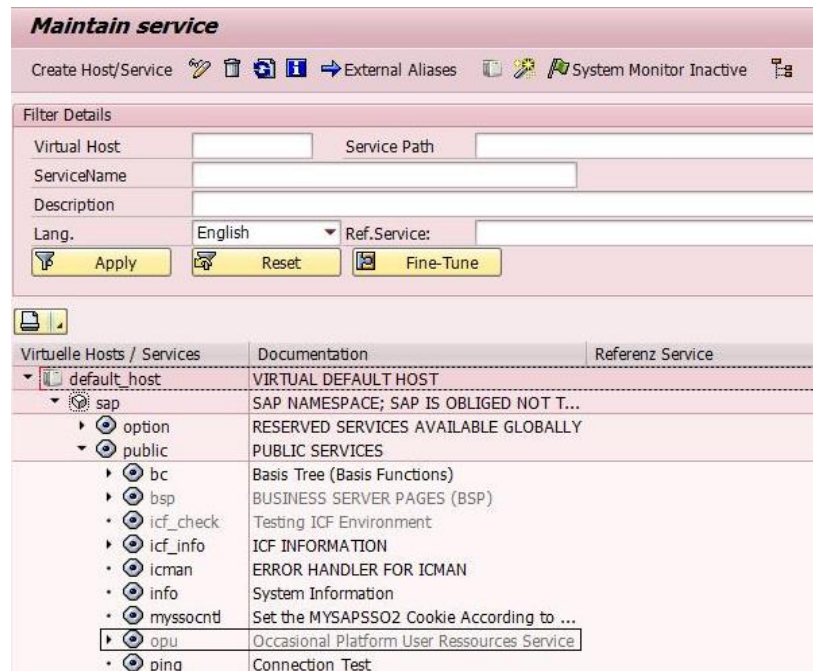 Maintain service
Create Host/Service External Aliases System Monitor Inactive
Filter Details
Virtual Host Service Path
ServiceName
Description
Lang. English Ref.Service:
Apply Reset Fine-Tune
Virtuelle Hosts / Services Documentation Referenz Service
default_host VIRTUAL DEFAULT HOST
sap SAP NAMESPACE; SAP IS OBLIGED NOT T...
option RESERVED SERVICES AVAILABLE GLOBALLY
public PUBLIC SERVICES
bc Basis Tree (Basis Functions)
bsp BUSINESS SERVER PAGES (BSP)
icf_check Testing ICF Environment
icf_info ICF INFORMATION
icman ERROR HANDLER FOR ICMAN
info System Information
myssocntl Set the MYSAPSSO2 Cookie According to ...
opu Occasional Platform User Ressources Service
ping Connection Test